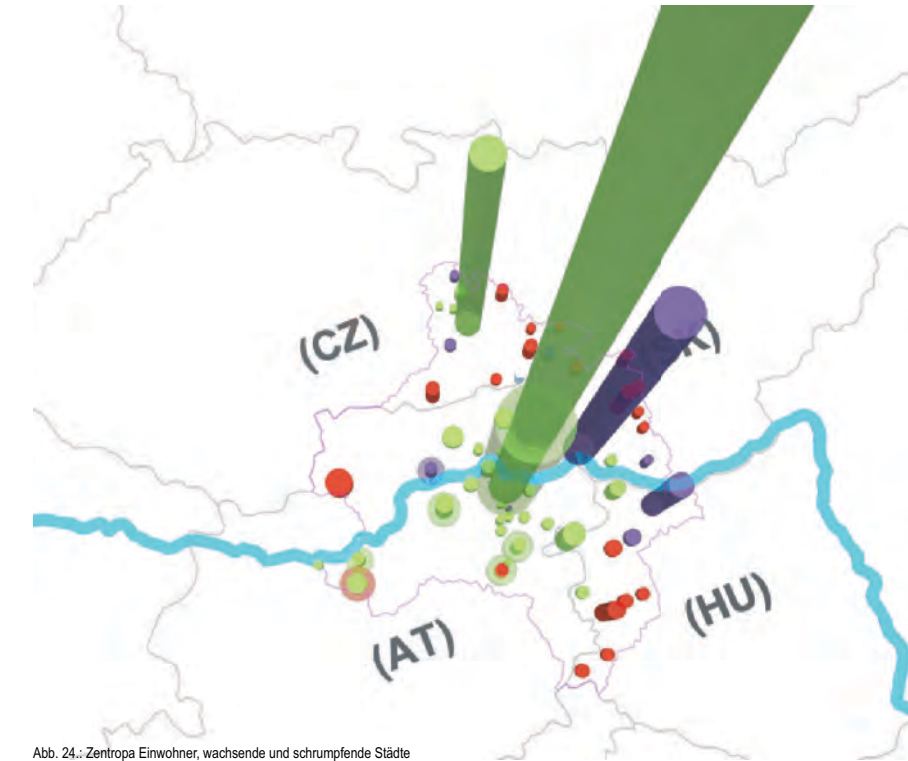 (CZ)
(AT)
(HU)
Abb. 24.: Zentropa Einwohner, wachsende und schrumpfende Städte